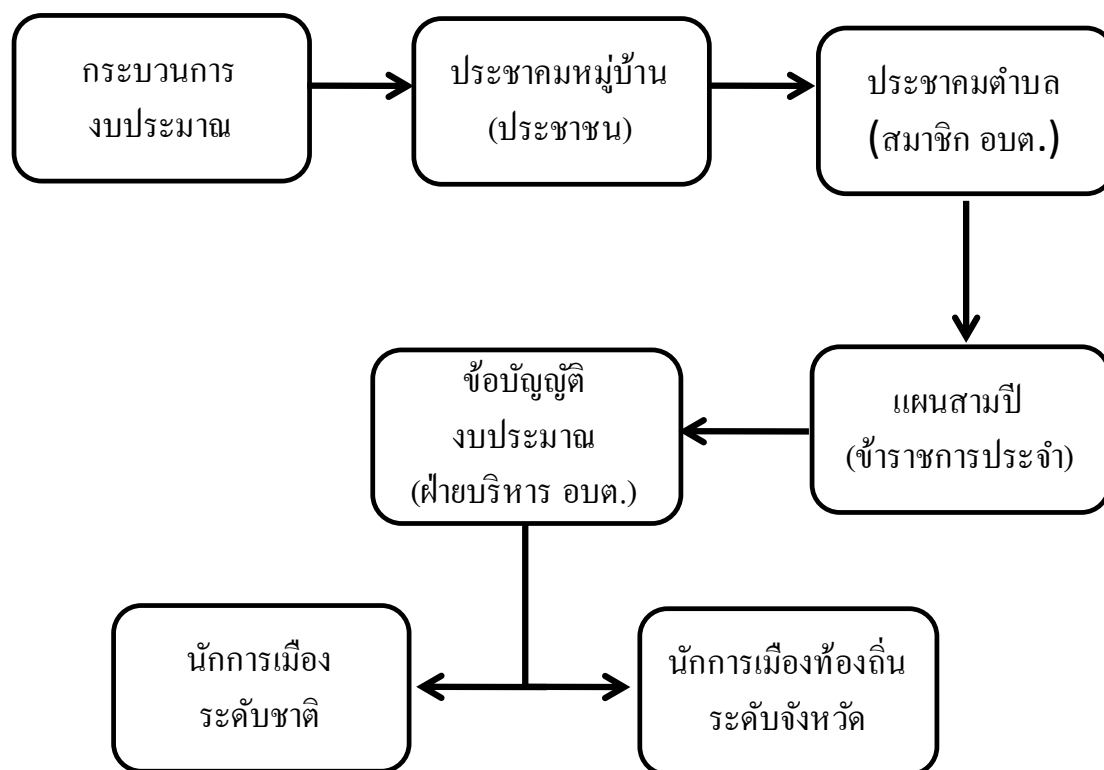 กระบวนการ
งบประมาณ
ประชาคมหมู่บ้าน
(ประชาชน)
ประชาคมตำบล
(สมาชิก อบต.)
แผนสามปี
(ข้าราชการประจำ)
ข้อบัญญัติ
งบประมาณ
(ฝ่ายบริหาร อบต.)
นักการเมือง
ระดับชาติ
นักการเมืองท้องถิ่น
ระดับจังหวัด